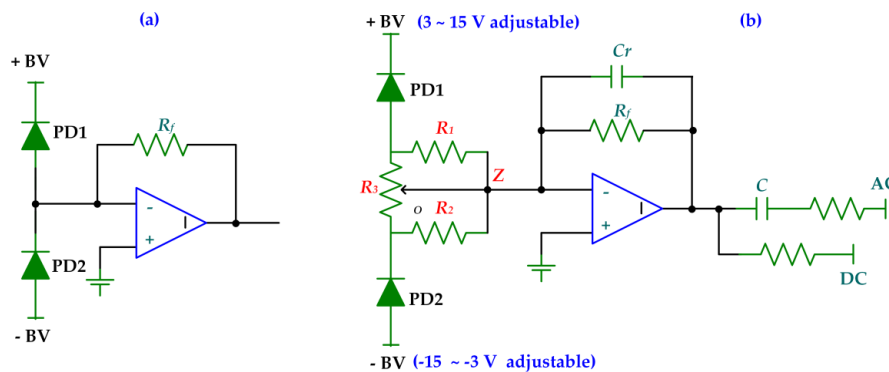 (a)
+ BV
PD1
Rf
-
+
PD2
- BV
+ BV (3 ~ 15 V adjustable)
(b)
Cr
PD1
Rf
R1
R3
Z
o
R2
-
+
C
AC
DC
PD2
- BV (-15 ~ -3 V adjustable)